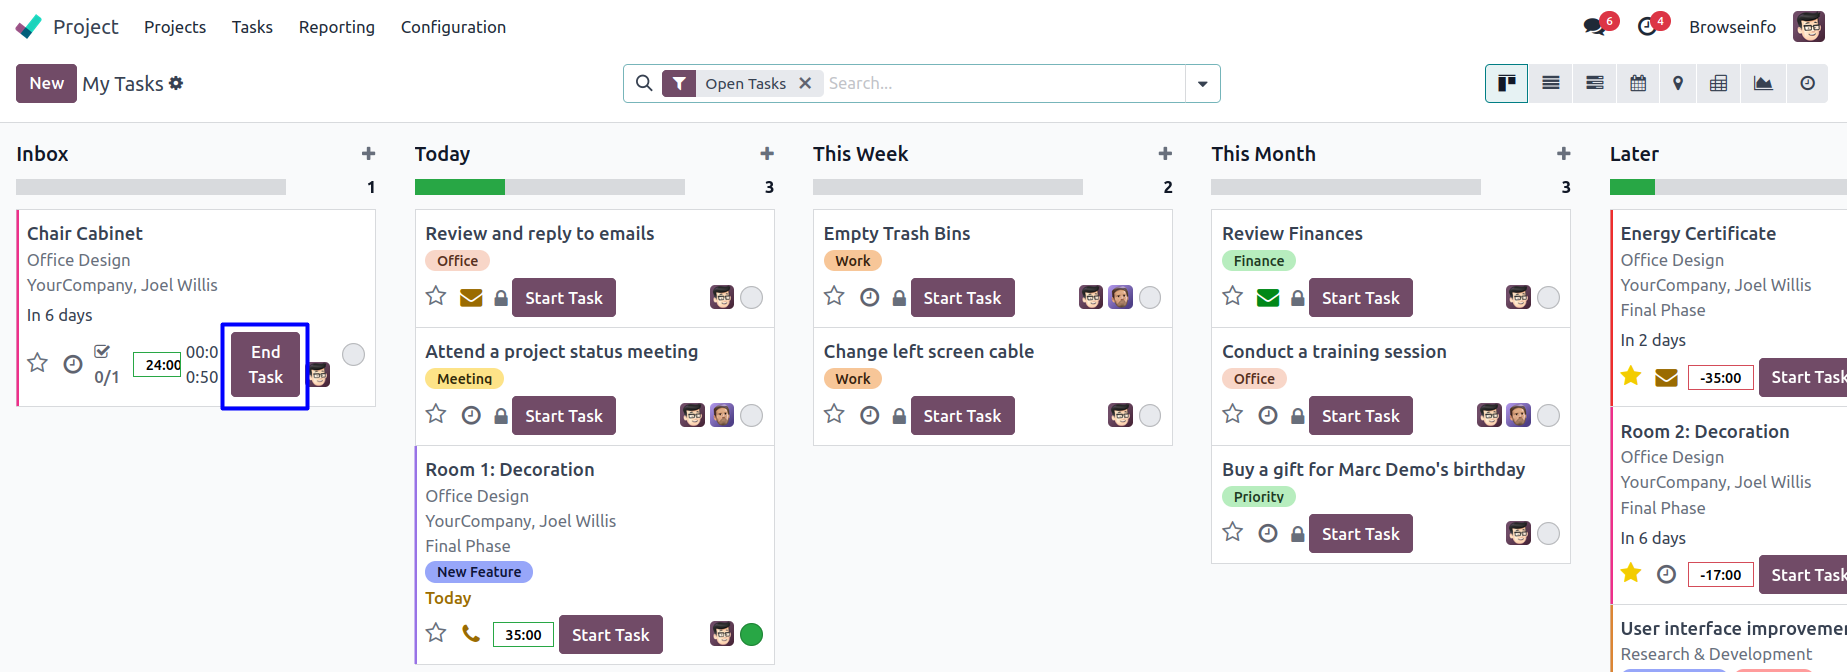 Project
Projects
Tasks
Reporting
Configuration
6
4
Browseinfo
New
My Tasks
Open Tasks
Search...
Inbox
1
Chair Cabinet
Office Design
YourCompany, Joel Willis
In 6 days
0/1
24:00
00:0
0:50
End
Task
Today
3
Review and reply to emails
Office
Start Task
Attend a project status meeting
Meeting
Start Task
Room 1: Decoration
Office Design
YourCompany, Joel Willis
Final Phase
New Feature
Today
35:00
Start Task
This Week
2
Empty Trash Bins
Work
Start Task
Change left screen cable
Work
Start Task
This Month
3
Review Finances
Finance
Start Task
Conduct a training session
Office
Start Task
Buy a gift for Marc Demo's birthday
Priority
Start Task
Later
Energy Certificate
Office Design
YourCompany, Joel Willis
Final Phase
In 2 days
-35:00
Start Task
Room 2: Decoration
Office Design
YourCompany, Joel Willis
Final Phase
In 6 days
-17:00
Start Task
User interface improvemen
Research & Development